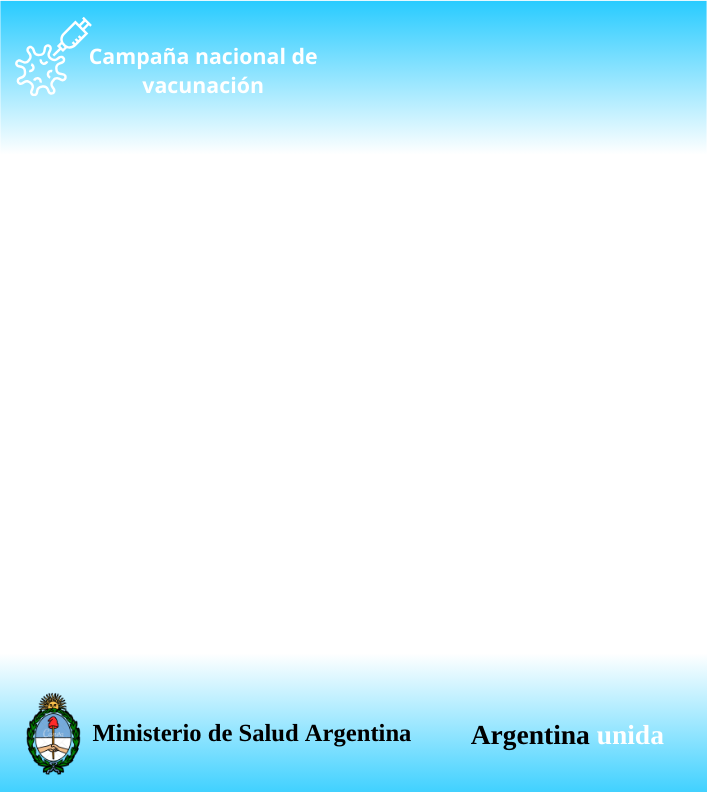 Campaña nacional de
vacunación
Ministerio de Salud Argentina
Argentina unida